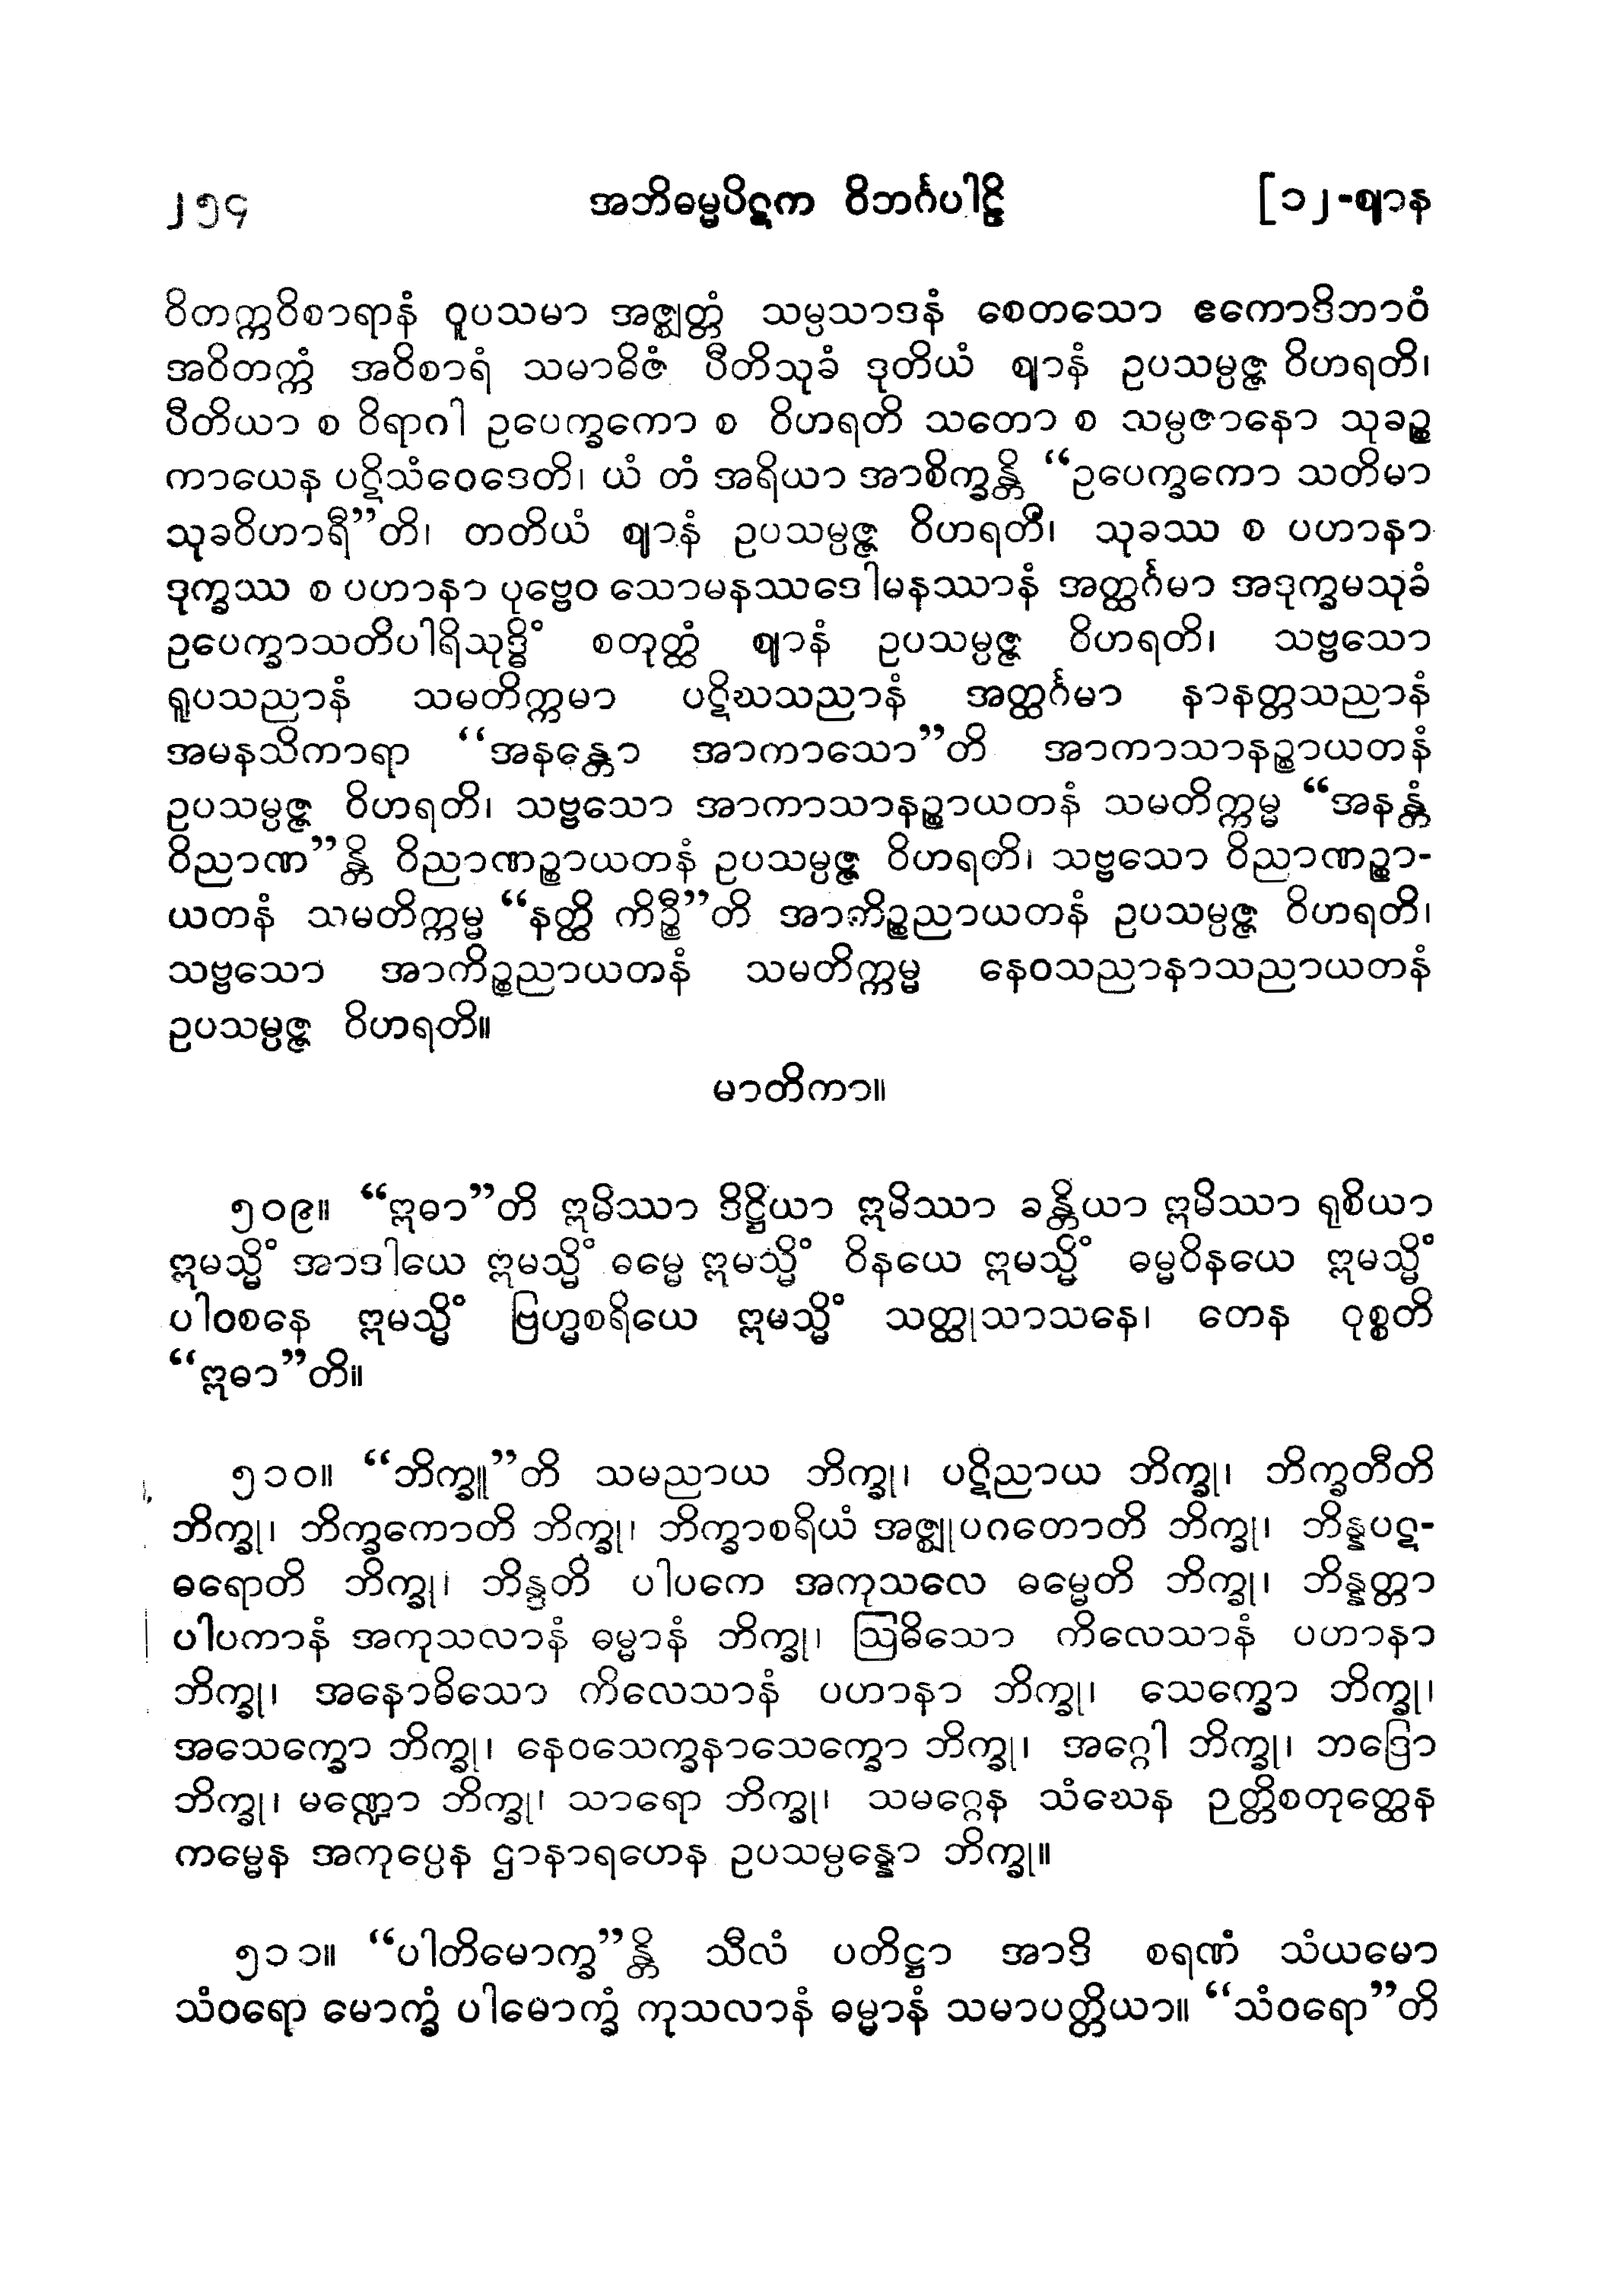 ၂၅၄ အဘိဓမ္မပိဋက ဝိဘင်္ဂပါဠိ [၁၂-ဈာန
ဝိတက္ကဝိစာရာနံ ဝူပသမာ အဇ္ဈတ္တံ သမ္ပသာဒနံ စေတသော ဧကောဒိဘာဝံ
အဝိတက္ကံ အဝိစာရံ သမာဓိဇံ ပီတိသုခံ ဒုတိယံ ဈာနံ ဥပသမ္ပဇ္ဇ ဝိဟရတိ၊
ပီတိယာ စ ဝိရာဂါ ဥပေက္ခကော စ ဝိဟရတိ သတော စ သမ္ပဇာနော သုခဉ္စ
ကာယေန ပဋိသံဝေဒေတိ၊ ယံ တံ အရိယာ အာစိက္ခန္တိ “ဥပေက္ခကော သတိမာ
သုခဝိဟာရီ”တိ၊ တတိယံ ဈာနံ ဥပသမ္ပဇ္ဇ ဝိဟရတိ၊ သုခဿ စ ပဟာနာ
ဒုက္ခဿ စ ပဟာနာ ပုဗ္ဗေဝ သောမနဿဒေါမနဿာနံ အတ္ထင်္ဂမာ အဒုက္ခမသုခံ
ဥပေက္ခာသတိပါရိသုဒ္ဓိံ စတုတ္ထံ ဈာနံ ဥပသမ္ပဇ္ဇ ဝိဟရတိ၊ သဗ္ဗသော
ရူပသညာနံ သမတိက္ကမာ ပဋိဃသညာနံ အတ္ထင်္ဂမာ နာနတ္တသညာနံ
အမနသိကာရာ “အနန္တော အာကာသော”တိ အာကာသာနဉ္စာယတနံ
ဥပသမ္ပဇ္ဇ ဝိဟရတိ၊ သဗ္ဗသော အာကာသာနဉ္စာယတနံ သမတိက္ကမ္မ “အနန္တံ
ဝိညာဏ”န္တိ ဝိညာဏဉ္စာယတနံ ဥပသမ္ပဇ္ဇ ဝိဟရတိ၊ သဗ္ဗသော ဝိညာဏဉ္စာ-
ယတနံ သမတိက္ကမ္မ “နတ္ထိ ကိဉ္စီ”တိ အာကိဉ္စညာယတနံ ဥပသမ္ပဇ္ဇ ဝိဟရတိ၊
သဗ္ဗသော အာကိဉ္စညာယတနံ သမတိက္ကမ္မ နေဝသညာနာသညာယတနံ
ဥပသမ္ပဇ္ဇ ဝိဟရတိ။
မာတိကာ။
၅၀၉။ “ဣဓာ”တိ ဣမိဿာ ဒိဋ္ဌိယာ ဣမိဿာ ခန္တိယာ ဣမိဿာ ရုစိယာ
ဣမသ္မိံ အာဒါယေ ဣမသ္မိံ ဓမ္မေ ဣမသ္မိံ ဝိနယေ ဣမသ္မိံ ဓမ္မဝိနယေ ဣမသ္မိံ
ပါဝစနေ ဣမသ္မိံ ဗြဟ္မစရိယေ ဣမသ္မိံ သတ္ထုသာသနေ၊ တေန ဝုစ္စတိ
“ဣဓာ”တိ။
၅၁၀။ “ဘိက္ခူ”တိ သမညာယ ဘိက္ခု၊ ပဋိညာယ ဘိက္ခု၊ ဘိက္ခတီတိ
ဘိက္ခု၊ ဘိက္ခကောတိ ဘိက္ခု၊ ဘိက္ခာစရိယံ အဇ္ဈုပဂတောတိ ဘိက္ခု၊ ဘိန္နပဋ-
ဓရောတိ ဘိက္ခု၊ ဘိန္ဒတိ ပါပကေ အကုသလေ ဓမ္မေတိ ဘိက္ခု၊ ဘိန္နတ္တာ
ပါပကာနံ အကုသလာနံ ဓမ္မာနံ ဘိက္ခု၊ ဩဓိသော ကိလေသာနံ ပဟာနာ
ဘိက္ခု၊ အနောဓိသော ကိလေသာနံ ပဟာနာ ဘိက္ခု၊ သေက္ခော ဘိက္ခု၊
အသေက္ခော ဘိက္ခု၊ နေဝသေက္ခနာသေက္ခော ဘိက္ခု၊ အဂ္ဂေါ ဘိက္ခု၊ ဘဒြော
ဘိက္ခု၊ မဏ္ဍော ဘိက္ခု၊ သာရော ဘိက္ခု၊ သမဂ္ဂေန သံဃေန ဉတ္တိစတုတ္ထေန
ကမ္မေန အကုပ္ပေန ဌာနာရဟေန ဥပသမ္ပန္နော ဘိက္ခု။
၅၁၁။ “ပါတိမောက္ခ”န္တိ သီလံ ပတိဋ္ဌာ အာဒိ စရဏံ သံယမော
သံဝရော မောက္ခံ ပါမောက္ခံ ကုသလာနံ ဓမ္မာနံ သမာပတ္တိယာ။ “သံဝရော”တိ